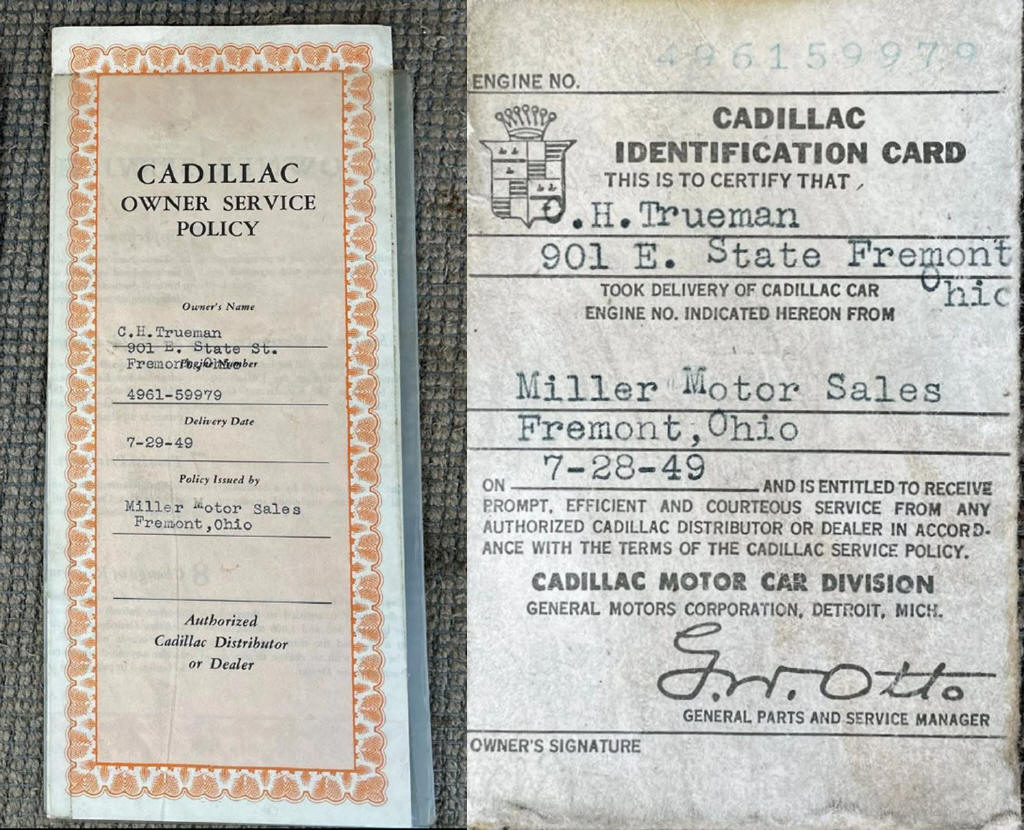 CADILLAC
OWNER SERVICE
POLICY
Owner's Name
C.H.Trueman
901 E. State St.
Fremont,Ohio
Engine Number
4961-59979
Delivery Date
7-29-49
Policy Issued by
Miller Motor Sales
Fremont,Ohio
Authorized
Cadillac Distributor
or Dealer
496159979
ENGINE NO.
CADILLAC
IDENTIFICATION CARD
THIS IS TO CERTIFY THAT
C.H.Trueman
901 E. State Fremont
Ohio
TOOK DELIVERY OF CADILLAC CAR
ENGINE NO. INDICATED HEREON FROM
Miller Motor Sales
Fremont,Ohio
7-28-49
ON AND IS ENTITLED TO RECEIVE
PROMPT, EFFICIENT AND COURTEOUS SERVICE FROM ANY
AUTHORIZED CADILLAC DISTRIBUTOR OR DEALER IN ACCORD-
ANCE WITH THE TERMS OF THE CADILLAC SERVICE POLICY.
CADILLAC MOTOR CAR DIVISION
GENERAL MOTORS CORPORATION, DETROIT, MICH.
G.W. Otto
GENERAL PARTS AND SERVICE MANAGER
OWNER'S SIGNATURE